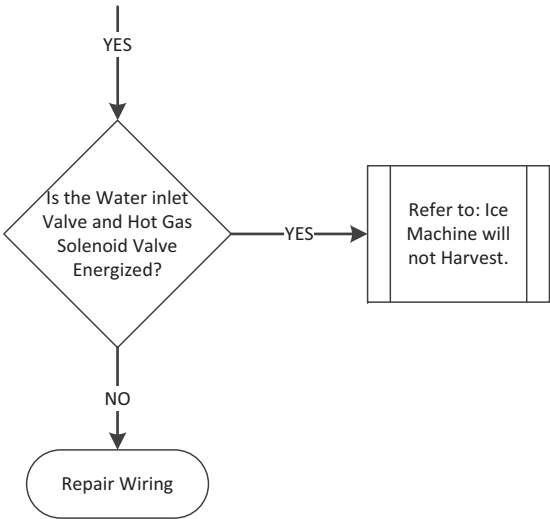 YES
Is the Water inlet
Valve and Hot Gas
Solenoid Valve
Energized?
YES
Refer to: Ice
Machine will
not Harvest.
NO
Repair Wiring